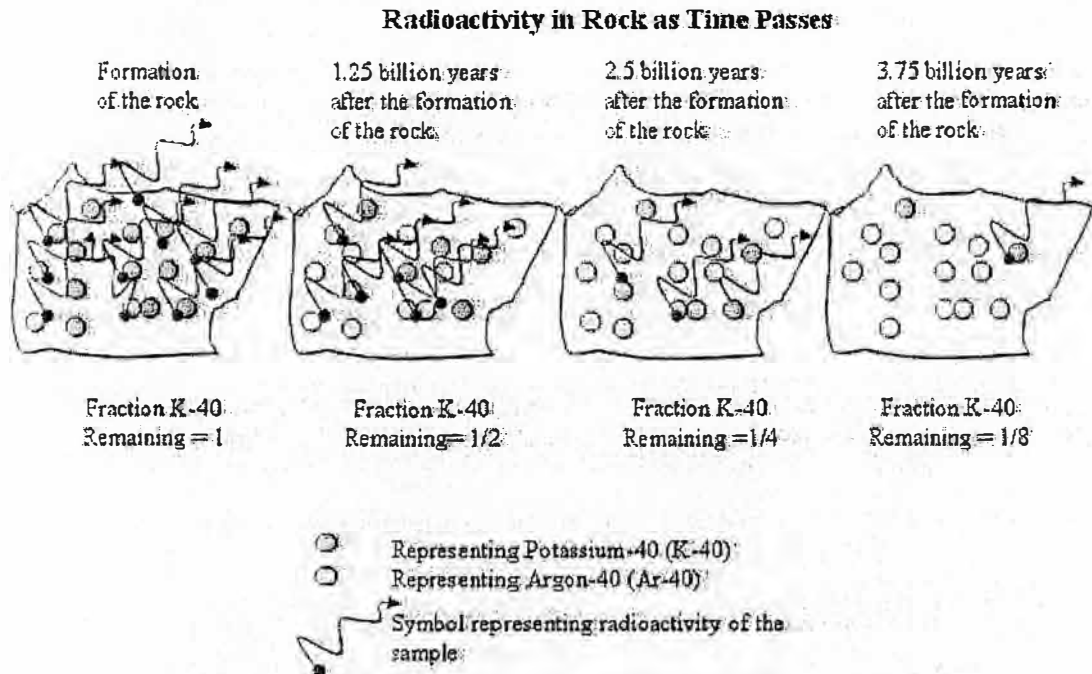 Radioactivity in Rock as Time Passes
Formation
of the rock
1.25 billion years
after the formation
of the rock.
2.5 billion years
after the formation
of the rock
3.75 billion years
after the formation
of the rock
Fraction K-40
Remaining = 1
Fraction K-40
Remaining = 1/2
Fraction K-40
Remaining =1/4
Fraction K-40
Remaining = 1/8
Representing Potassium-40 (K-40)
Representing Argon-40 (Ar-40)
Symbol representing radioactivity of the
sample